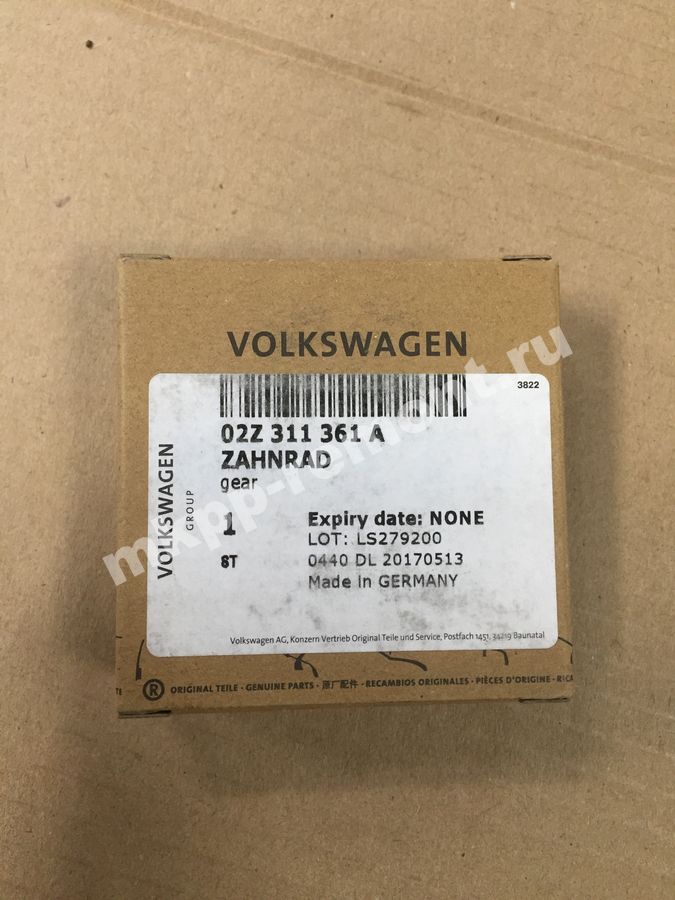 VOLKSWAGEN
3822
02Z 311 361 A
ZAHNRAD
gear
1
Expiry date: NONE
LOT: LS279200
ST
0440 DL 20170513
Made in GERMANY
VOLKSWAGEN
GROUP
Volkswagen AG, Konzern Vertrieb Original Teile und Service, Postfach 1451, 34219 Baunatal
® ORIGINAL TEILE · GENUINE PARTS · 原厂配件 · RECAMBIOS ORIGINALES · PIÈCES D'ORIGINE ·
mkpp-remont.ru